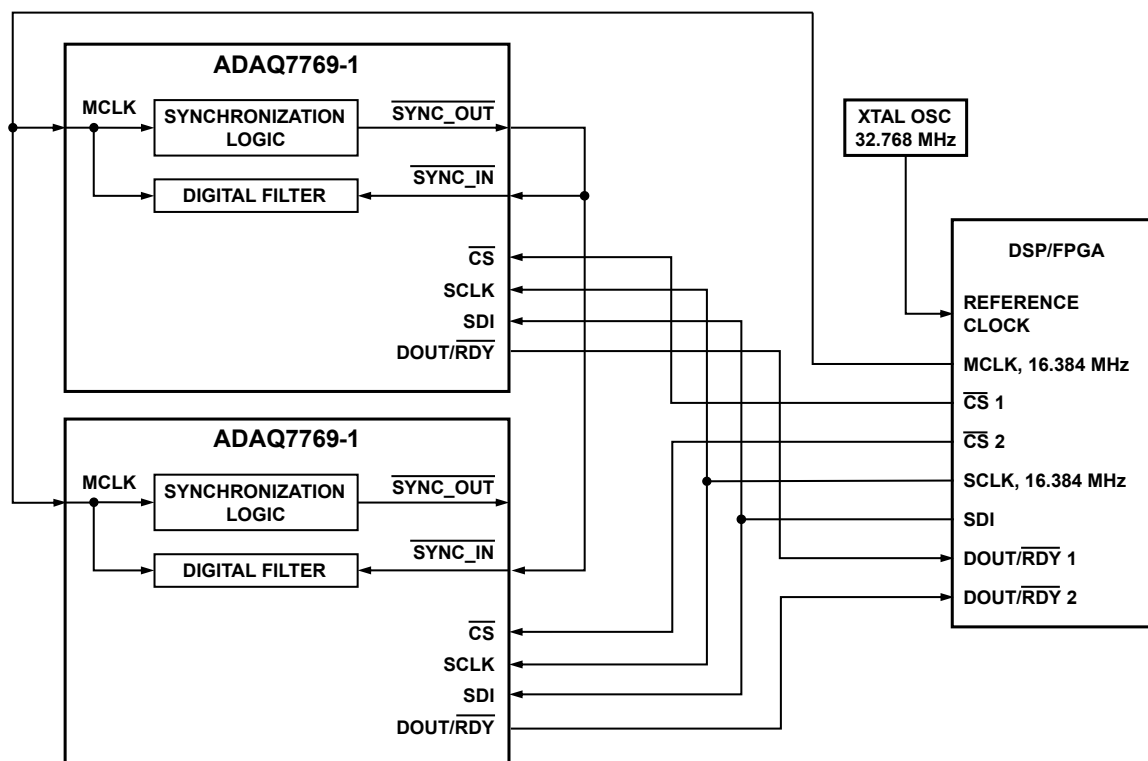 ADAQ7769-1
MCLK
SYNCHRONIZATION
LOGIC
SYNC_OUT
DIGITAL FILTER
SYNC_IN
CS
SCLK
SDI
DOUT/RDY
ADAQ7769-1
MCLK
SYNCHRONIZATION
LOGIC
SYNC_OUT
DIGITAL FILTER
SYNC_IN
CS
SCLK
SDI
DOUT/RDY
XTAL OSC
32.768 MHz
DSP/FPGA
REFERENCE
CLOCK
MCLK, 16.384 MHz
CS 1
CS 2
SCLK, 16.384 MHz
SDI
DOUT/RDY 1
DOUT/RDY 2